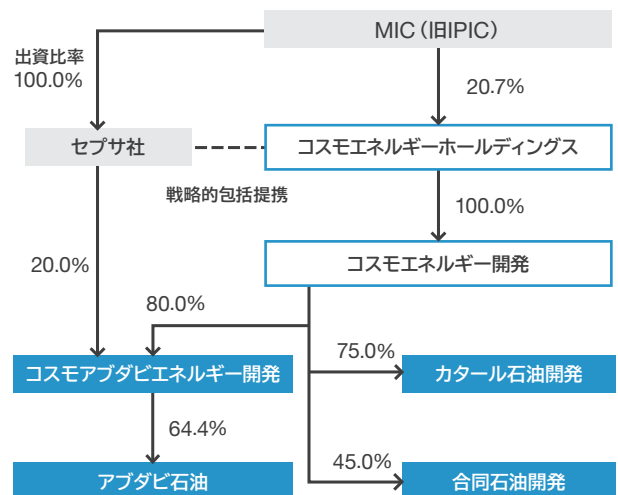 MIC(旧IPIC)
出資比率
100.0%
20.7%
セプサ社
コスモエネルギーホールディングス
戦略的包括提携
100.0%
コスモエネルギー開発
20.0%
80.0%
75.0%
コスモアブダビエネルギー開発
カタール石油開発
64.4%
45.0%
アブダビ石油
合同石油開発